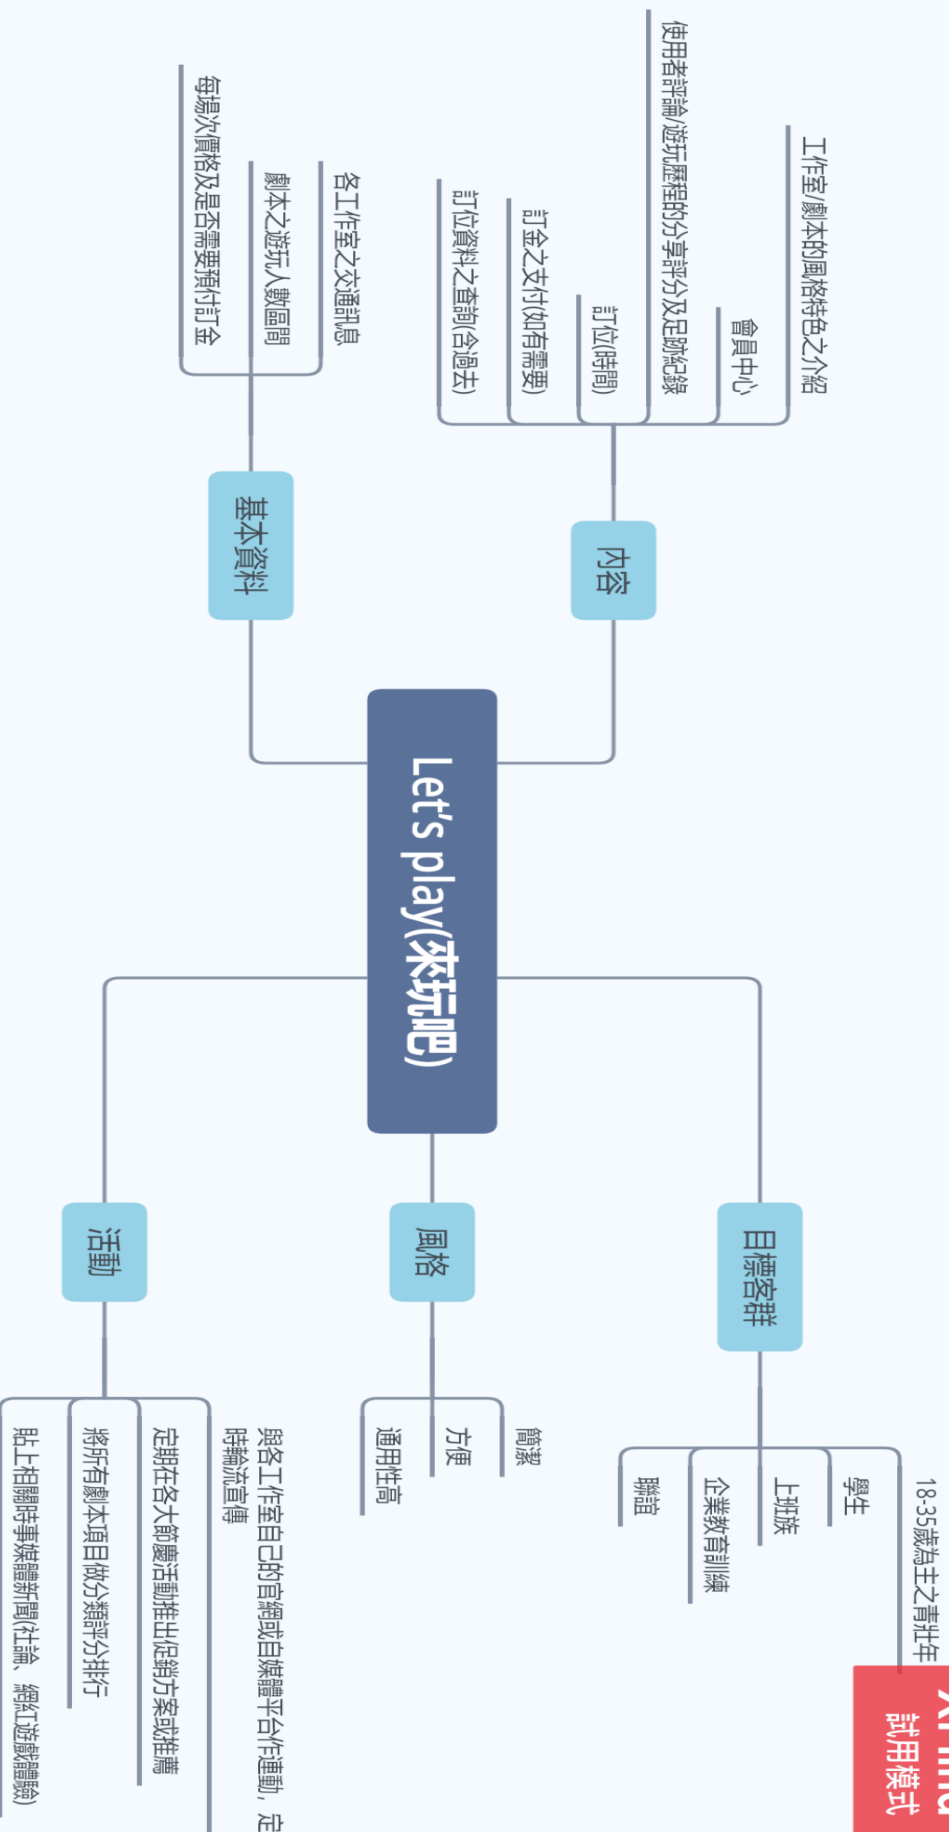 Let's play(來玩吧)
內容
工作室/劇本的風格特色之介紹
會員中心
使用者評論/遊玩歷程的分享評分及足跡紀錄
訂位(時間)
訂金之支付(如有需要)
訂位資料之查詢(含過去)
基本資料
各工作室之交通訊息
劇本之遊玩人數區間
每場次價格及是否需要預付訂金
目標客群
18-35歲為主之青壯年
學生
上班族
企業教育訓練
聯誼
風格
簡潔
方便
通用性高
活動
與各工作室自己的官網或自媒體平台作連動，定
時輪流宣傳
定期在各大節慶活動推出促銷方案或推薦
將所有劇本項目做分類評分排行
貼上相關時事媒體新聞(社論、網紅遊戲體驗)
試用模式